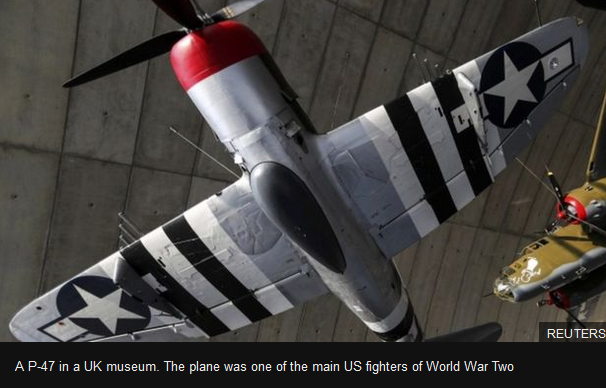 REUTERS
A P-47 in a UK museum. The plane was one of the main US fighters of World War Two